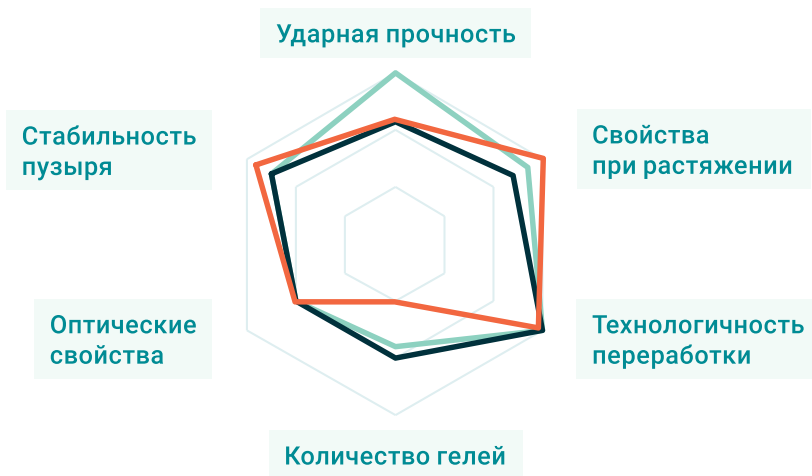 Ударная прочность
Стабильность
пузыря
Свойства
при растяжении
Оптические
свойства
Технологичность
переработки
Количество гелей